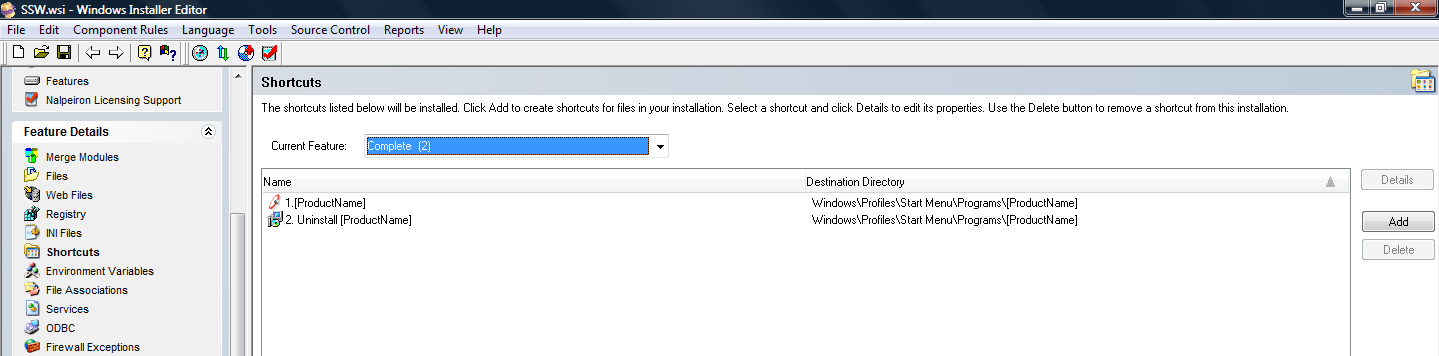 SSW.wsi - Windows Installer Editor
File Edit Component Rules Language Tools Source Control Reports View Help
Features
Nalpeiron Licensing Support
Feature Details
Merge Modules
Files
Web Files
Registry
INI Files
Shortcuts
Environment Variables
File Associations
Services
ODBC
Firewall Exceptions
Shortcuts
The shortcuts listed below will be installed. Click Add to create shortcuts for files in your installation. Select a shortcut and click Details to edit its properties. Use the Delete button to remove a shortcut from this installation.
Current Feature: Complete (2)
Name Destination Directory
1.[ProductName] Windows\Profiles\Start Menu\Programs\[ProductName]
2. Uninstall [ProductName] Windows\Profiles\Start Menu\Programs\[ProductName]
Details
Add
Delete